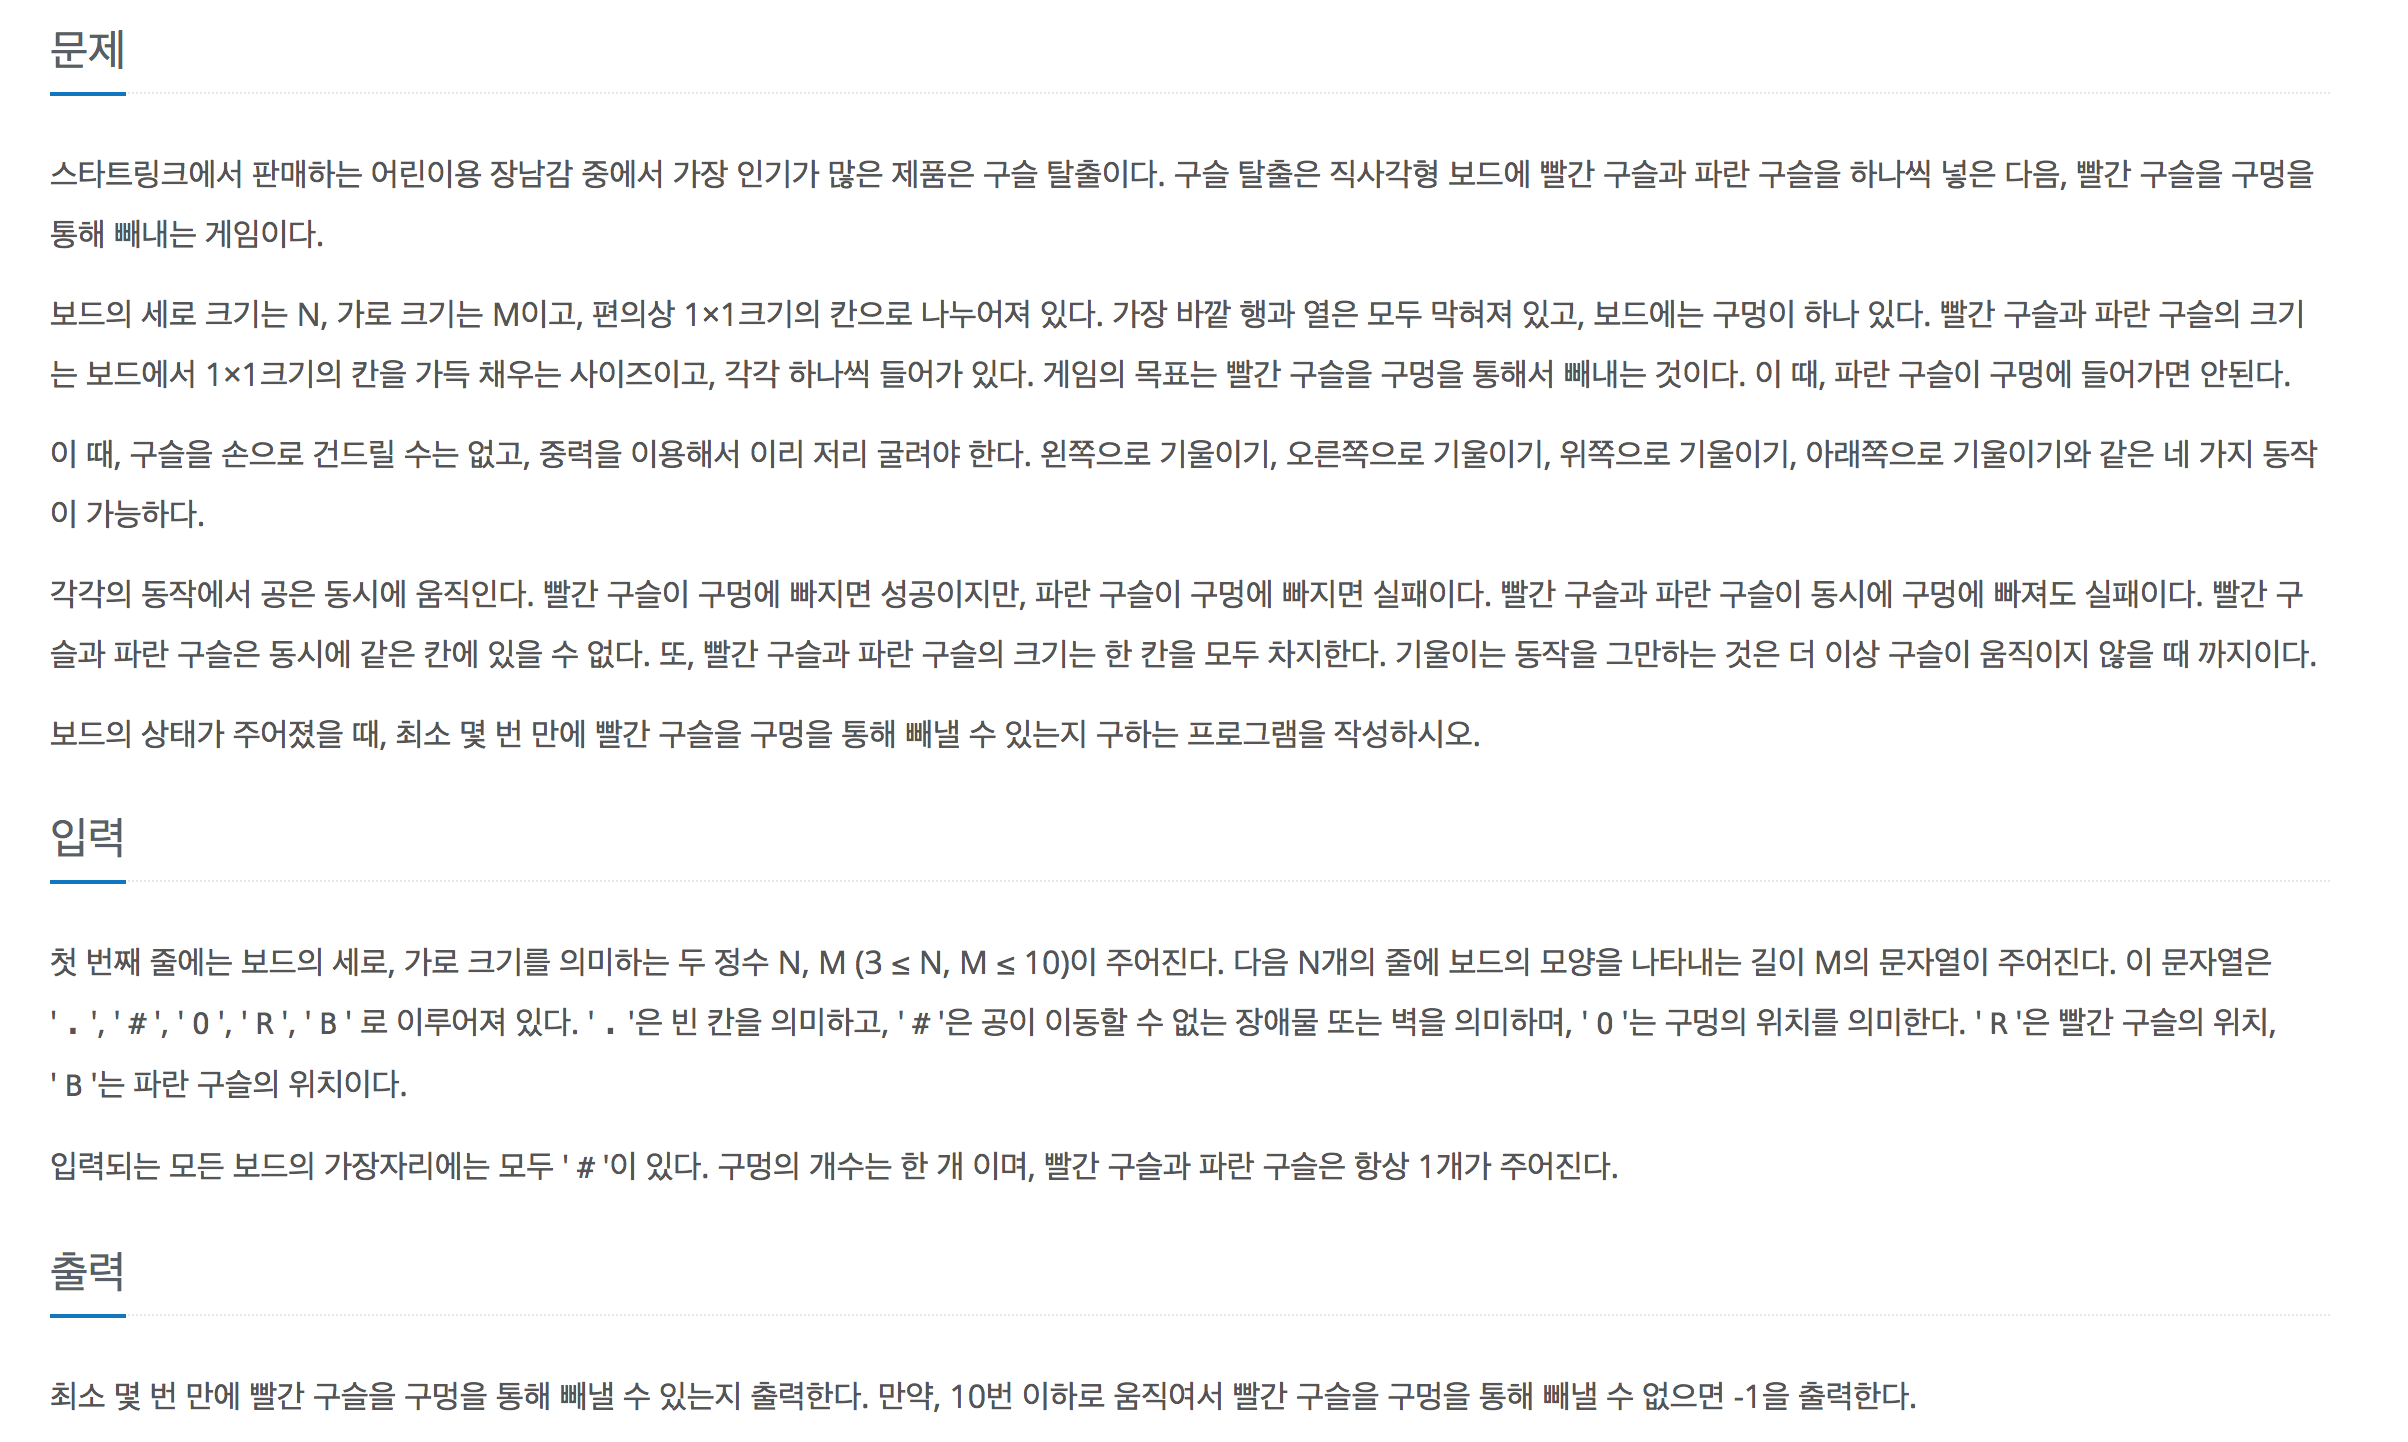 문제
스타트링크에서 판매하는 어린이용 장난감 중에서 가장 인기가 많은 제품은 구슬 탈출이다. 구슬 탈출은 직사각형 보드에 빨간 구슬과 파란 구슬을 하나씩 넣은 다음, 빨간 구슬을 구멍을
통해 빼내는 게임이다.
보드의 세로 크기는 N, 가로 크기는 M이고, 편의상 1×1크기의 칸으로 나누어져 있다. 가장 바깥 행과 열은 모두 막혀져 있고, 보드에는 구멍이 하나 있다. 빨간 구슬과 파란 구슬의 크기
는 보드에서 1×1크기의 칸을 가득 채우는 사이즈이고, 각각 하나씩 들어가 있다. 게임의 목표는 빨간 구슬을 구멍을 통해서 빼내는 것이다. 이 때, 파란 구슬이 구멍에 들어가면 안된다.
이 때, 구슬을 손으로 건드릴 수는 없고, 중력을 이용해서 이리 저리 굴려야 한다. 왼쪽으로 기울이기, 오른쪽으로 기울이기, 위쪽으로 기울이기, 아래쪽으로 기울이기와 같은 네 가지 동작
이 가능하다.
각각의 동작에서 공은 동시에 움직인다. 빨간 구슬이 구멍에 빠지면 성공이지만, 파란 구슬이 구멍에 빠지면 실패이다. 빨간 구슬과 파란 구슬이 동시에 구멍에 빠져도 실패이다. 빨간 구
슬과 파란 구슬은 동시에 같은 칸에 있을 수 없다. 또, 빨간 구슬과 파란 구슬의 크기는 한 칸을 모두 차지한다. 기울이는 동작을 그만하는 것은 더 이상 구슬이 움직이지 않을 때 까지이다.
보드의 상태가 주어졌을 때, 최소 몇 번 만에 빨간 구슬을 구멍을 통해 빼낼 수 있는지 구하는 프로그램을 작성하시오.
입력
첫 번째 줄에는 보드의 세로, 가로 크기를 의미하는 두 정수 N, M (3 ≤ N, M ≤ 10)이 주어진다. 다음 N개의 줄에 보드의 모양을 나타내는 길이 M의 문자열이 주어진다. 이 문자열은
'.', '#', 'O', 'R', 'B' 로 이루어져 있다. '.'은 빈 칸을 의미하고, '#'은 공이 이동할 수 없는 장애물 또는 벽을 의미하며, 'O'는 구멍의 위치를 의미한다. 'R'은 빨간 구슬의 위치,
'B'는 파란 구슬의 위치이다.
입력되는 모든 보드의 가장자리에는 모두 '#'이 있다. 구멍의 개수는 한 개 이며, 빨간 구슬과 파란 구슬은 항상 1개가 주어진다.
출력
최소 몇 번 만에 빨간 구슬을 구멍을 통해 빼낼 수 있는지 출력한다. 만약, 10번 이하로 움직여서 빨간 구슬을 구멍을 통해 빼낼 수 없으면 -1을 출력한다.